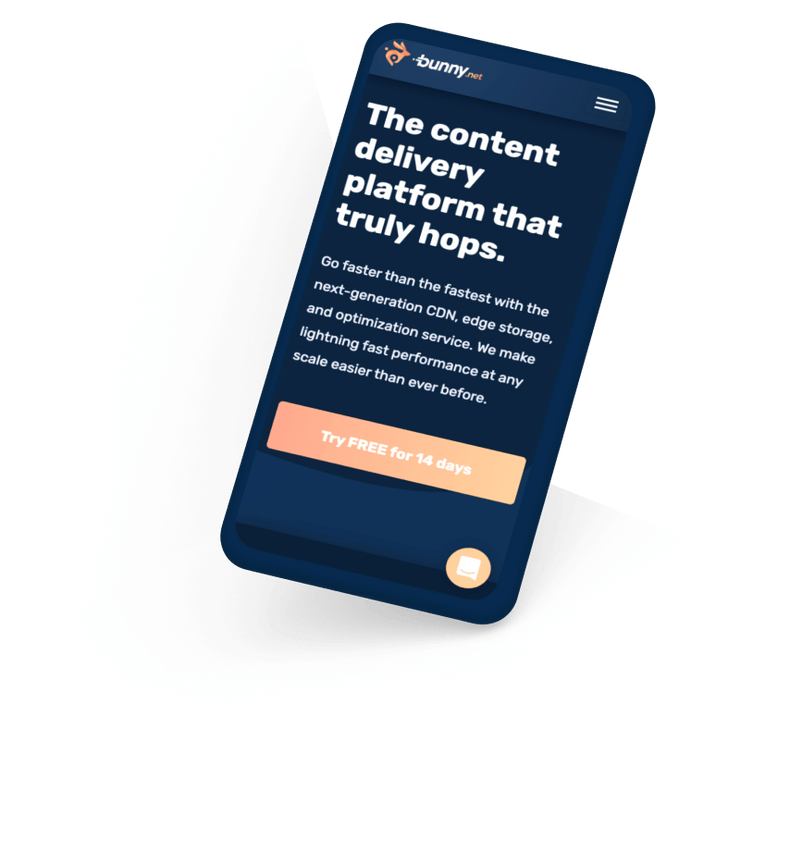 bunny.net
The content
delivery
platform that
truly hops.
Go faster than the fastest with the
next-generation CDN, edge storage,
and optimization service. We make
lightning fast performance at any
scale easier than ever before.
Try FREE for 14 days